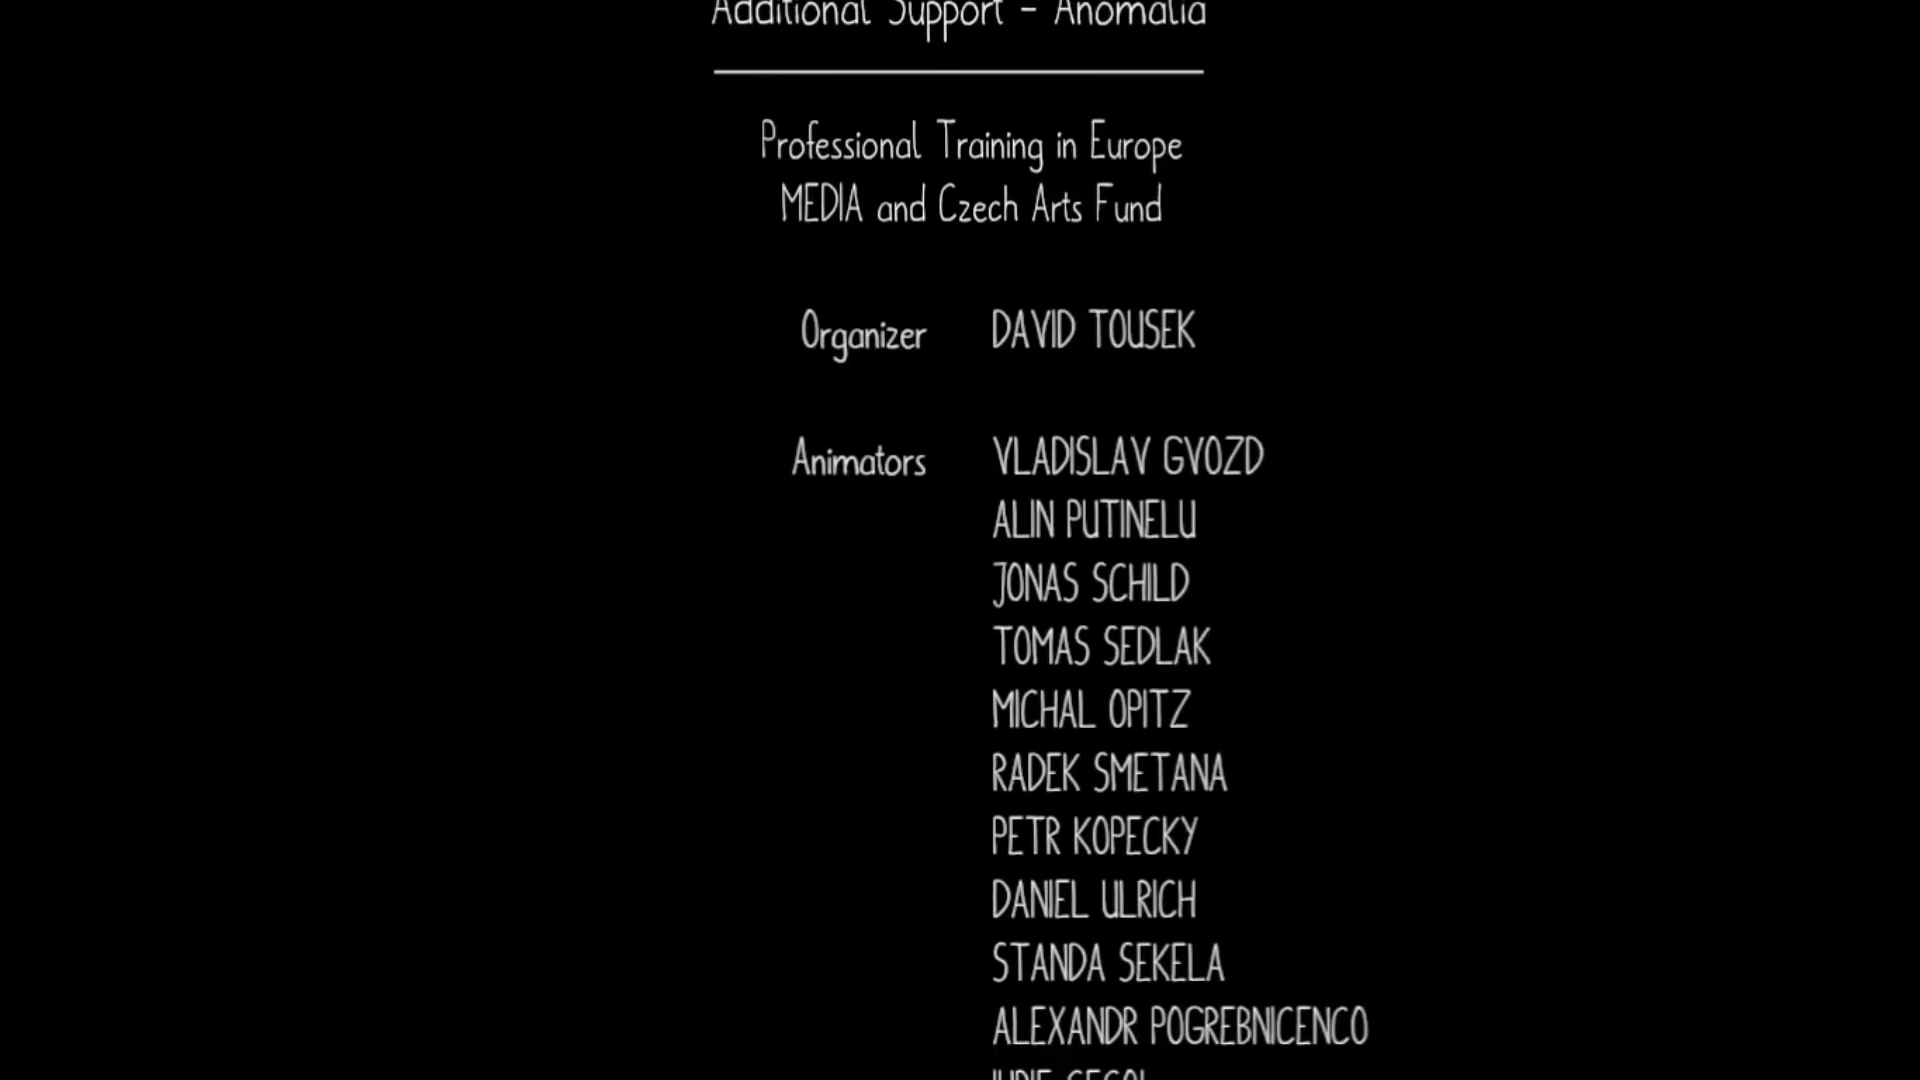 Additional Support - Anomalia
Professional Training in Europe
MEDIA and Czech Arts Fund
Organizer DAVID TOUSEK
Animators VLADISLAV GVOZD
ALIN PUTINELU
JONAS SCHILD
TOMAS SEDLAK
MICHAL OPITZ
RADEK SMETANA
PETR KOPECKY
DANIEL ULRICH
STANDA SEKELA
ALEXANDR POGREBNICENCO